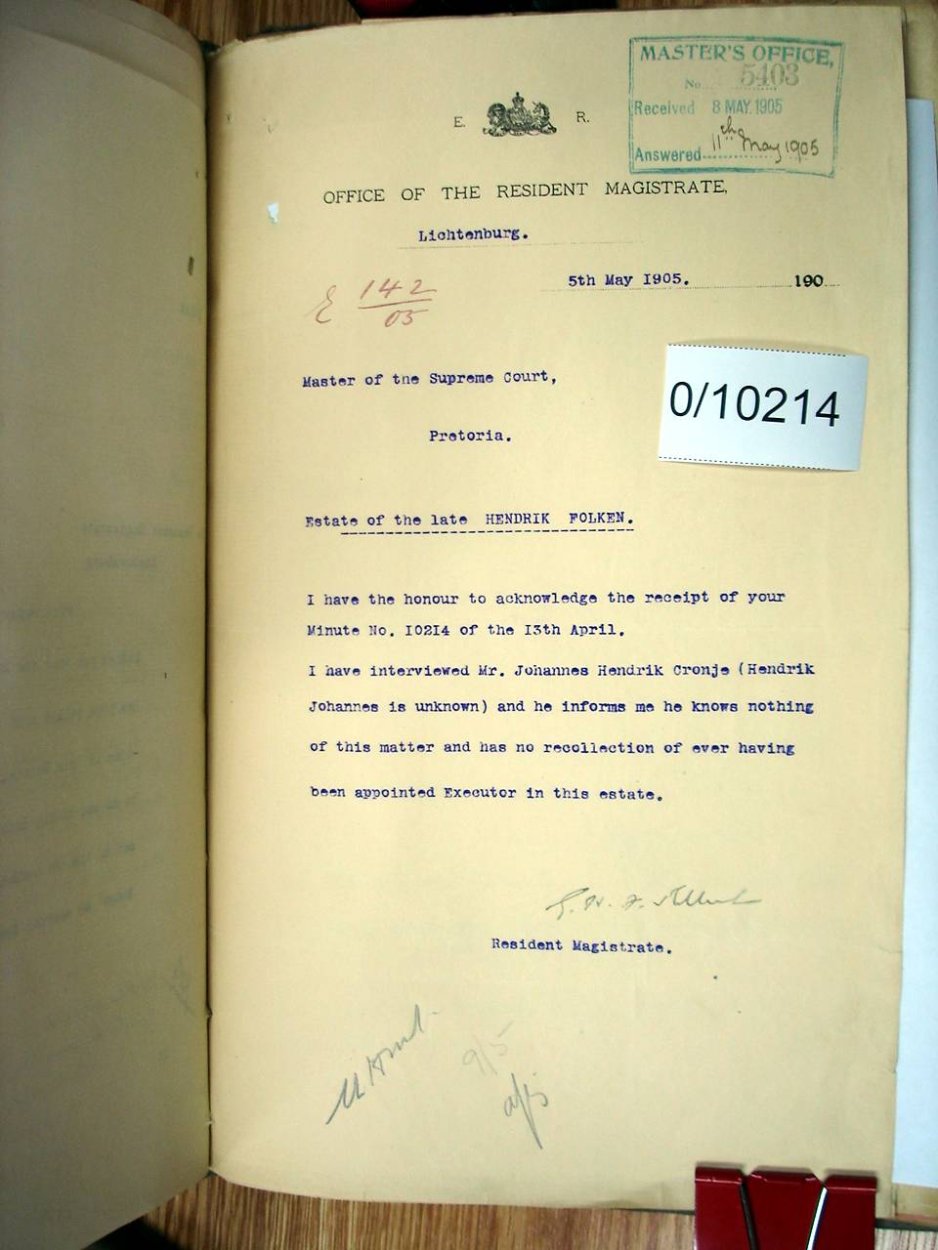 MASTER'S OFFICE,
No 5403
Received 8 MAY. 1905
Answered 11th May 1905
E. R.
OFFICE OF THE RESIDENT MAGISTRATE,
Lichtenburg.
5th May 1905. 190
E 142/05
0/10214
Master of the Supreme Court,
Pretoria.
Estate of the late HENDRIK FOLKEN.
I have the honour to acknowledge the receipt of your
Minute No. 10214 of the 13th April.
I have interviewed Mr. Johannes Hendrik Cronje (Hendrik
Johannes is unknown) and he informs me he knows nothing
of this matter and has no recollection of ever having
been appointed Executor in this estate.
Resident Magistrate.
9/5